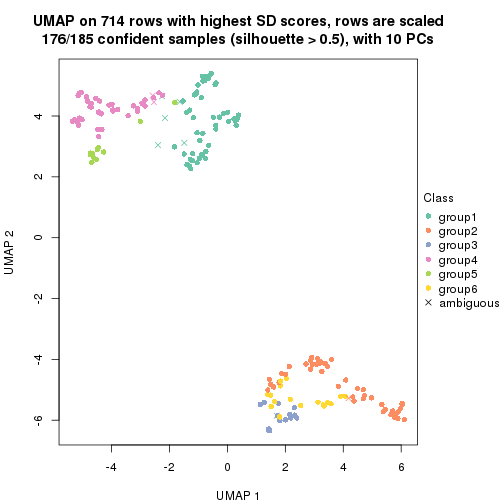 UMAP on 714 rows with highest SD scores, rows are scaled
176/185 confident samples (silhouette > 0.5), with 10 PCs
4
2
0
-2
-4
-6
UMAP 2
-4
-2
0
2
4
6
UMAP 1
Class
group1
group2
group3
group4
group5
group6
ambiguous